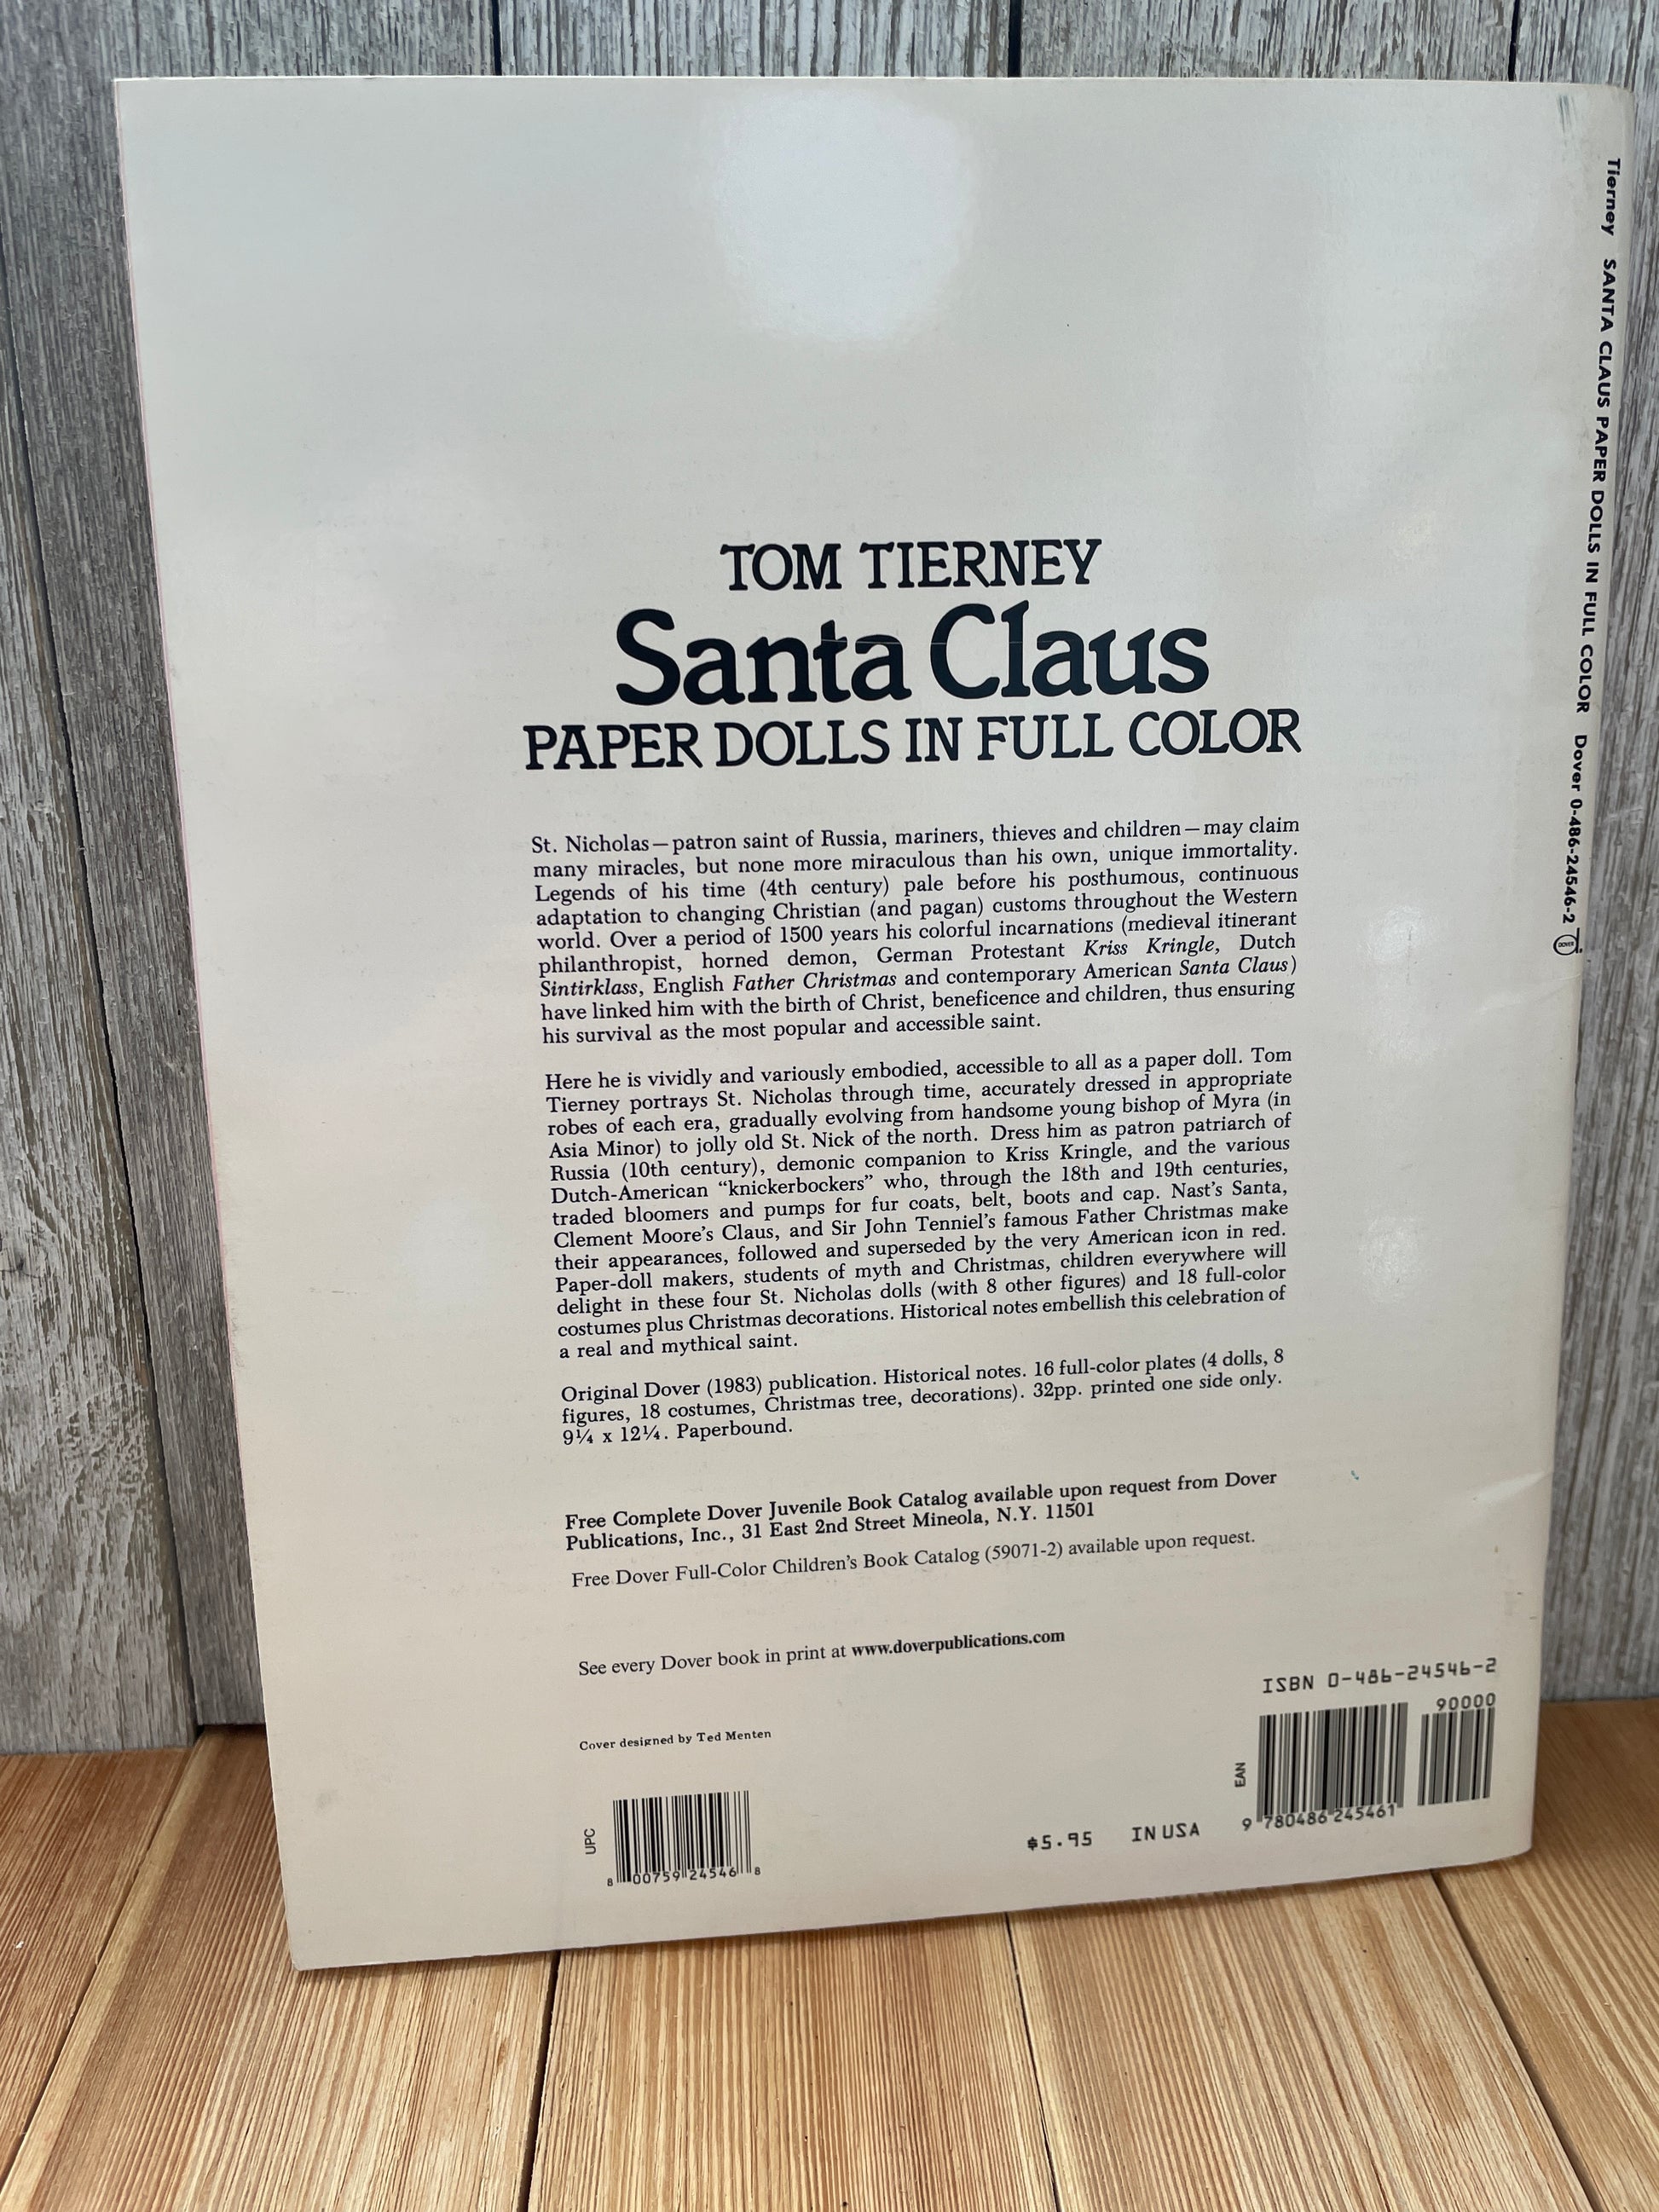 TOM TIERNEY
Santa Claus
PAPER DOLLS IN FULL COLOR
St. Nicholas—patron saint of Russia, mariners, thieves and children—may claim
many miracles, but none more miraculous than his own, unique immortality.
Legends of his time (4th century) pale before his posthumous, continuous
adaptation to changing Christian (and pagan) customs throughout the Western
world. Over a period of 1500 years his colorful incarnations (medieval itinerant
philanthropist, horned demon, German Protestant Kriss Kringle, Dutch
Sintirklass, English Father Christmas and contemporary American Santa Claus)
have linked him with the birth of Christ, beneficence and children, thus ensuring
his survival as the most popular and accessible saint.
Here he is vividly and variously embodied, accessible to all as a paper doll. Tom
Tierney portrays St. Nicholas through time, accurately dressed in appropriate
robes of each era, gradually evolving from handsome young bishop of Myra (in
Asia Minor) to jolly old St. Nick of the north. Dress him as patron patriarch of
Russia (10th century), demonic companion to Kriss Kringle, and the various
Dutch-American “knickerbockers” who, through the 18th and 19th centuries,
traded bloomers and pumps for fur coats, belt, boots and cap. Nast’s Santa,
Clement Moore’s Claus, and Sir John Tenniel’s famous Father Christmas make
their appearances, followed and superseded by the very American icon in red.
Paper-doll makers, students of myth and Christmas, children everywhere will
delight in these four St. Nicholas dolls (with 8 other figures) and 18 full-color
costumes plus Christmas decorations. Historical notes embellish this celebration of
a real and mythical saint.
Original Dover (1983) publication. Historical notes. 16 full-color plates (4 dolls, 8
figures, 18 costumes, Christmas tree, decorations). 32pp. printed one side only.
9¼ x 12¼. Paperbound.
Free Complete Dover Juvenile Book Catalog available upon request from Dover
Publications, Inc., 31 East 2nd Street Mineola, N.Y. 11501
Free Dover Full-Color Children’s Book Catalog (59071-2) available upon request.
See every Dover book in print at www.doverpublications.com
Cover designed by Ted Menten
UPC
8 00759 24546 8
$5.95 IN USA
ISBN 0-486-24546-2
90000
EAN
9 780486 245461
Tierney SANTA CLAUS PAPER DOLLS IN FULL COLOR Dover 0-486-24546-2
DOVER